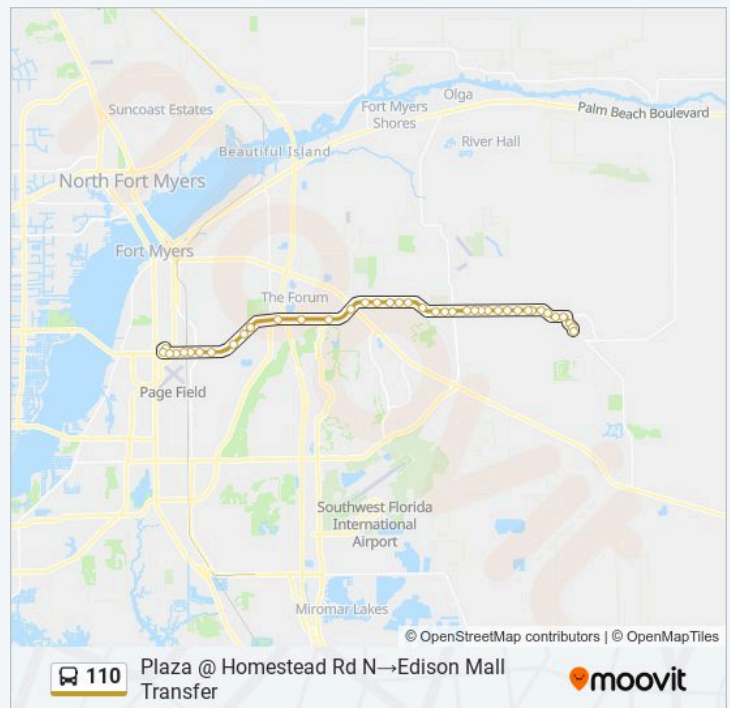 Suncoast Estates
Olga
Fort Myers
Shores
Palm Beach Boulevard
River Hall
Beautiful Island
North Fort Myers
Fort Myers
The Forum
Page Field
Southwest Florida
International
Airport
Miromar Lakes
© OpenStreetMap contributors | © OpenMapTiles
110
Plaza @ Homestead Rd N→Edison Mall
Transfer
moovit